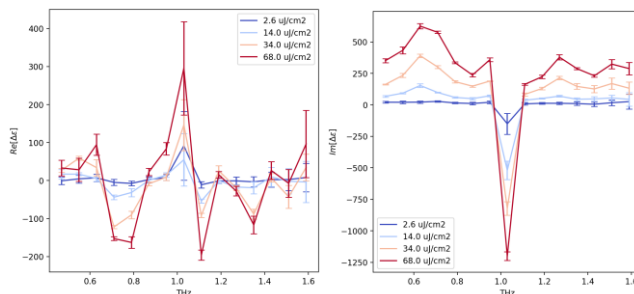 2.6 uJ/cm2
14.0 uJ/cm2
34.0 uJ/cm2
68.0 uJ/cm2
400
300
200
100
0
−100
−200
Re[Δε]
0.6
0.8
1.0
1.2
1.4
1.6
THz
500
250
0
−250
−500
−750
−1000
−1250
Im[Δε]
2.6 uJ/cm2
14.0 uJ/cm2
34.0 uJ/cm2
68.0 uJ/cm2
0.6
0.8
1.0
1.2
1.4
1.6
THz